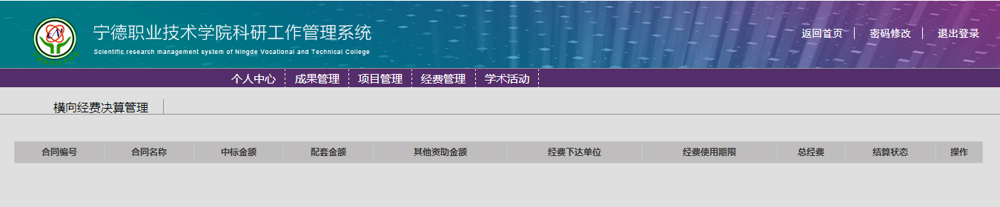 宁德职业技术学院科研工作管理系统
Scientific research management system of Ningde Vocational and Technical College
返回首页 密码修改 退出登录
个人中心 成果管理 项目管理 经费管理 学术活动
横向经费决算管理
合同编号 合同名称 中标金额 配套金额 其他资助金额 经费下达单位 经费使用期限 总经费 结算状态 操作